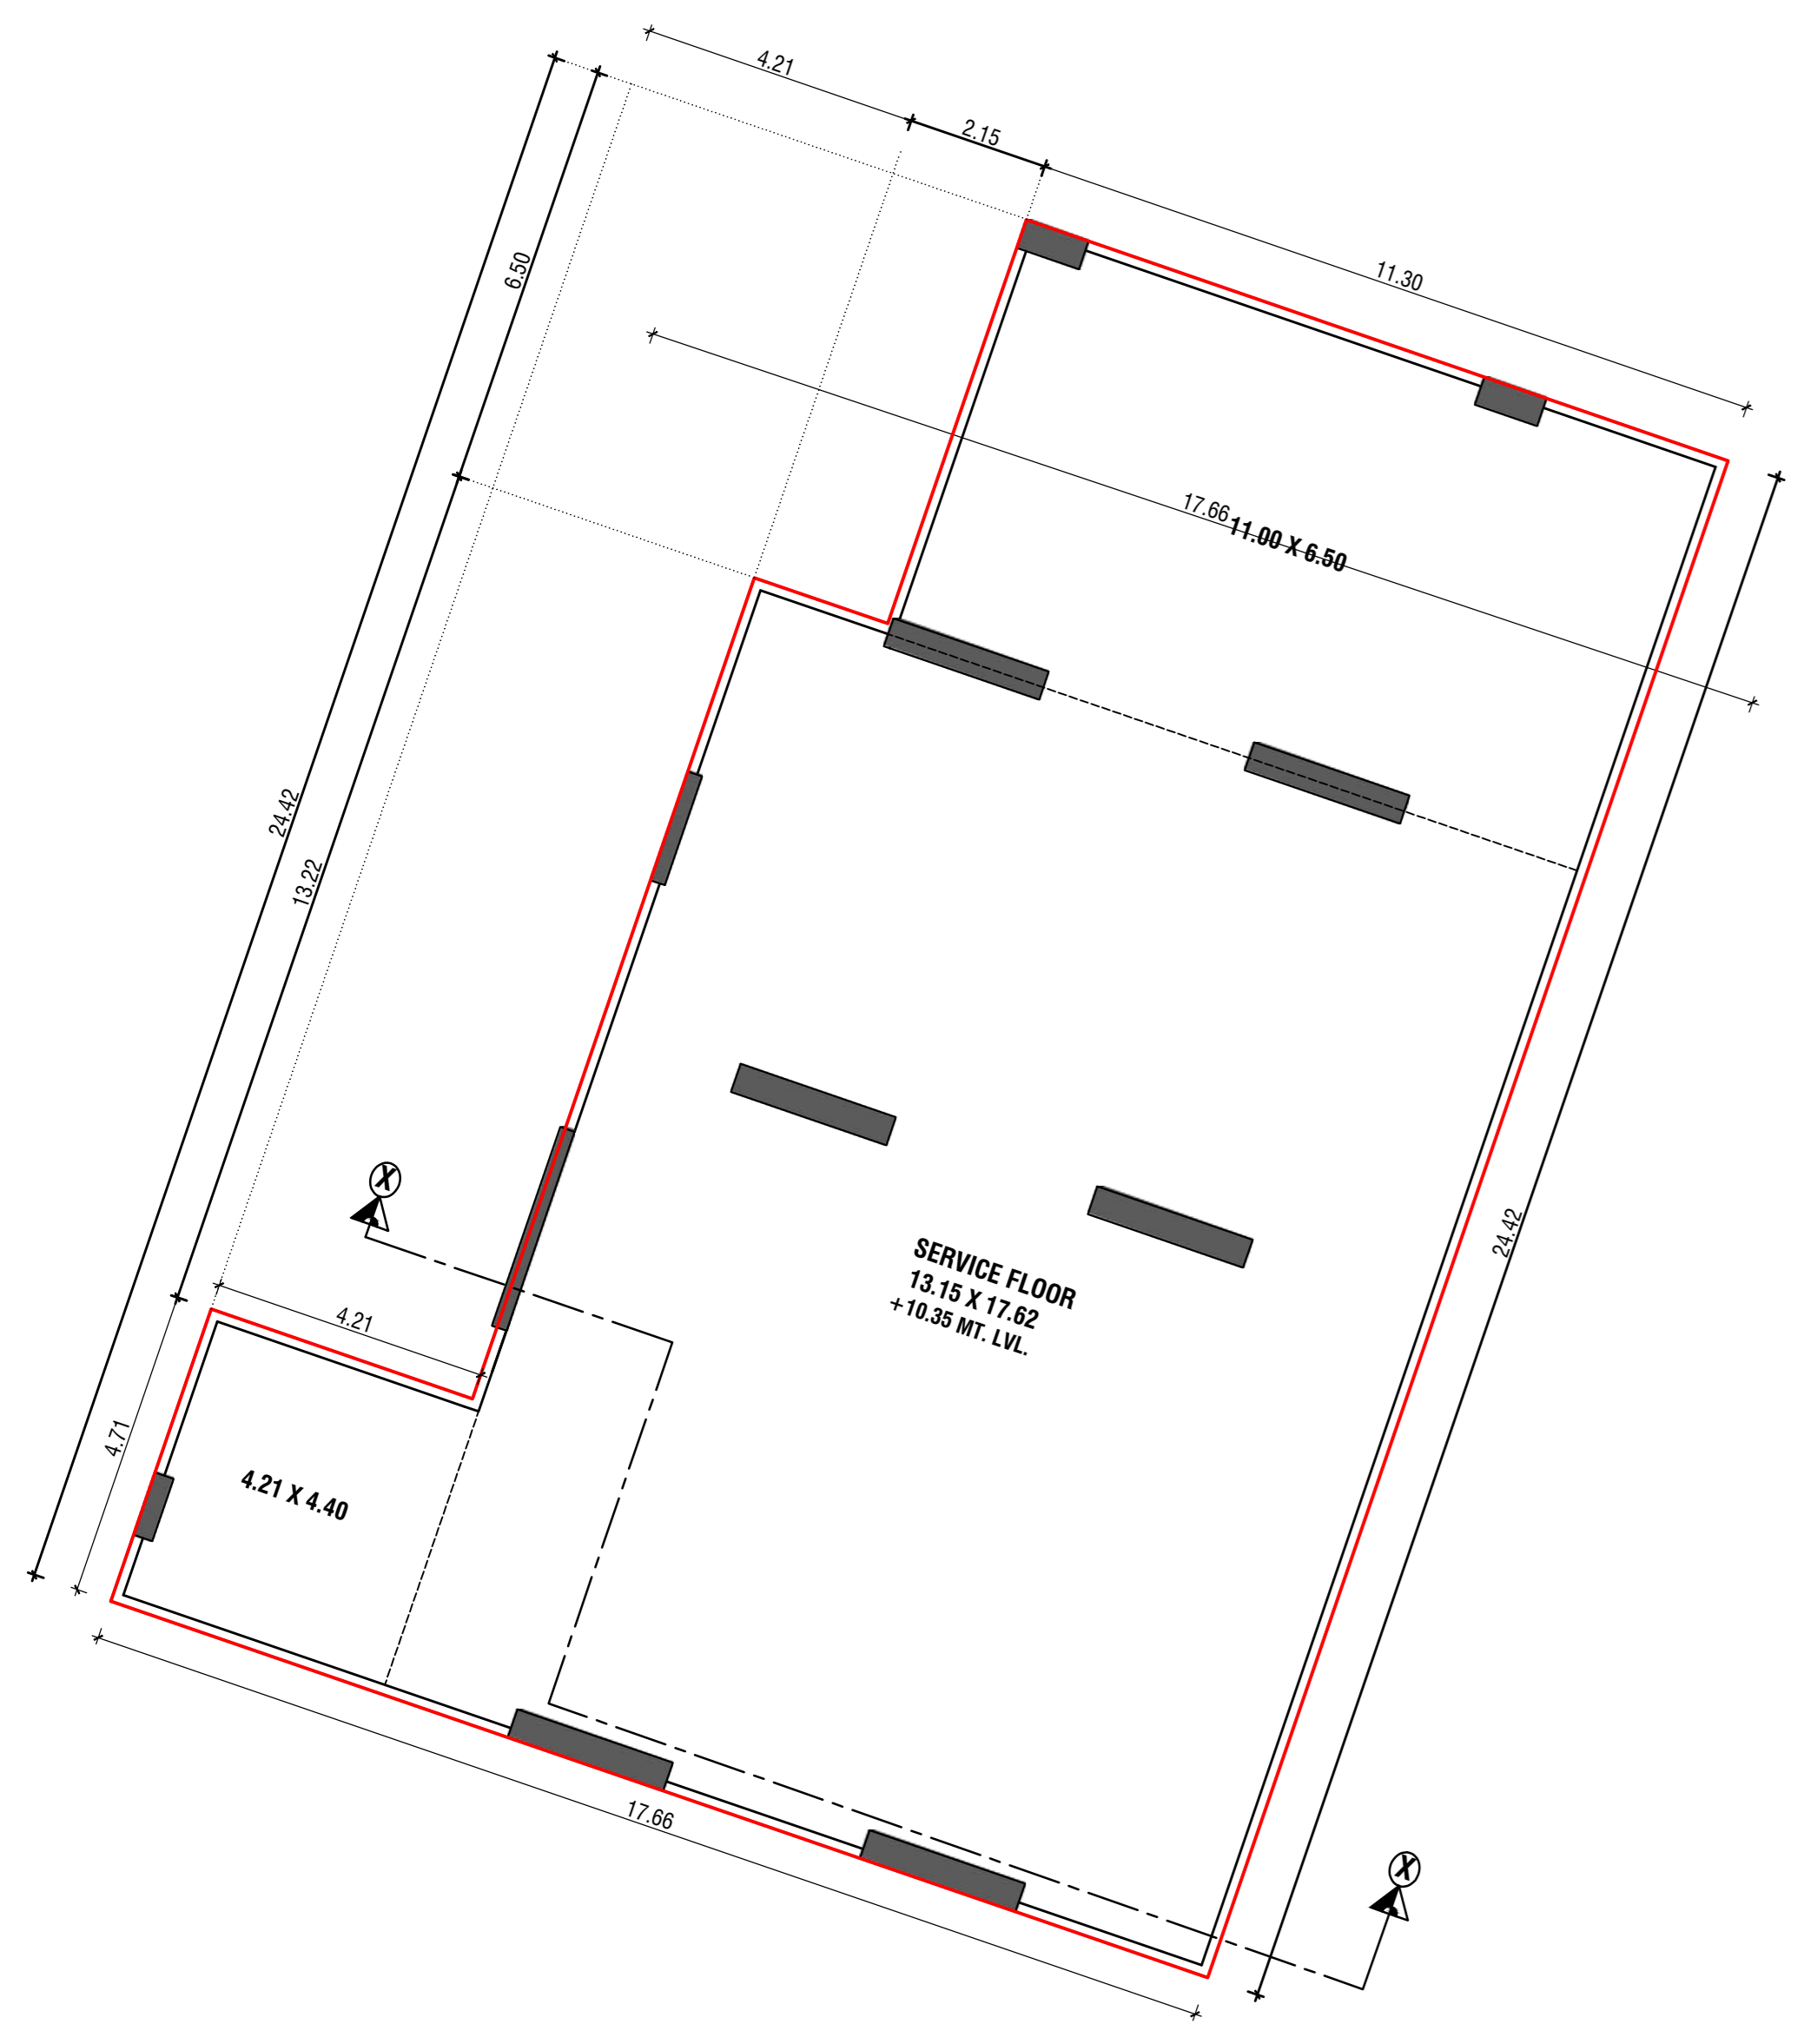 4.21
2.15
11.30
6.50
17.66
11.00 X 6.50
24.42
13.22
X
4.21
SERVICE FLOOR
13.15 X 17.62
+10.35 MT. LVL.
24.42
4.71
4.21 X 4.40
17.66
X